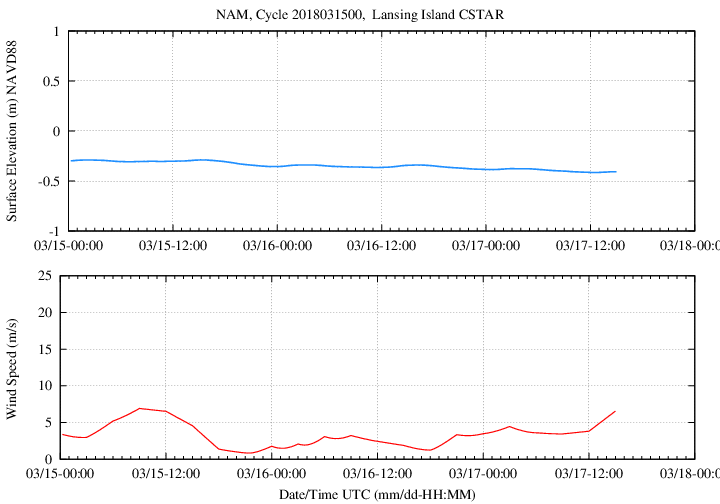 NAM, Cycle 2018031500,  Lansing Island CSTAR
Surface Elevation (m) NAVD88
1
0.5
0
-0.5
-1
03/15-00:00 03/15-12:00 03/16-00:00 03/16-12:00 03/17-00:00 03/17-12:00 03/18-0
Wind Speed (m/s)
25
20
15
10
5
0
03/15-00:00 03/15-12:00 03/16-00:00 03/16-12:00 03/17-00:00 03/17-12:00 03/18-0
Date/Time UTC (mm/dd-HH:MM)